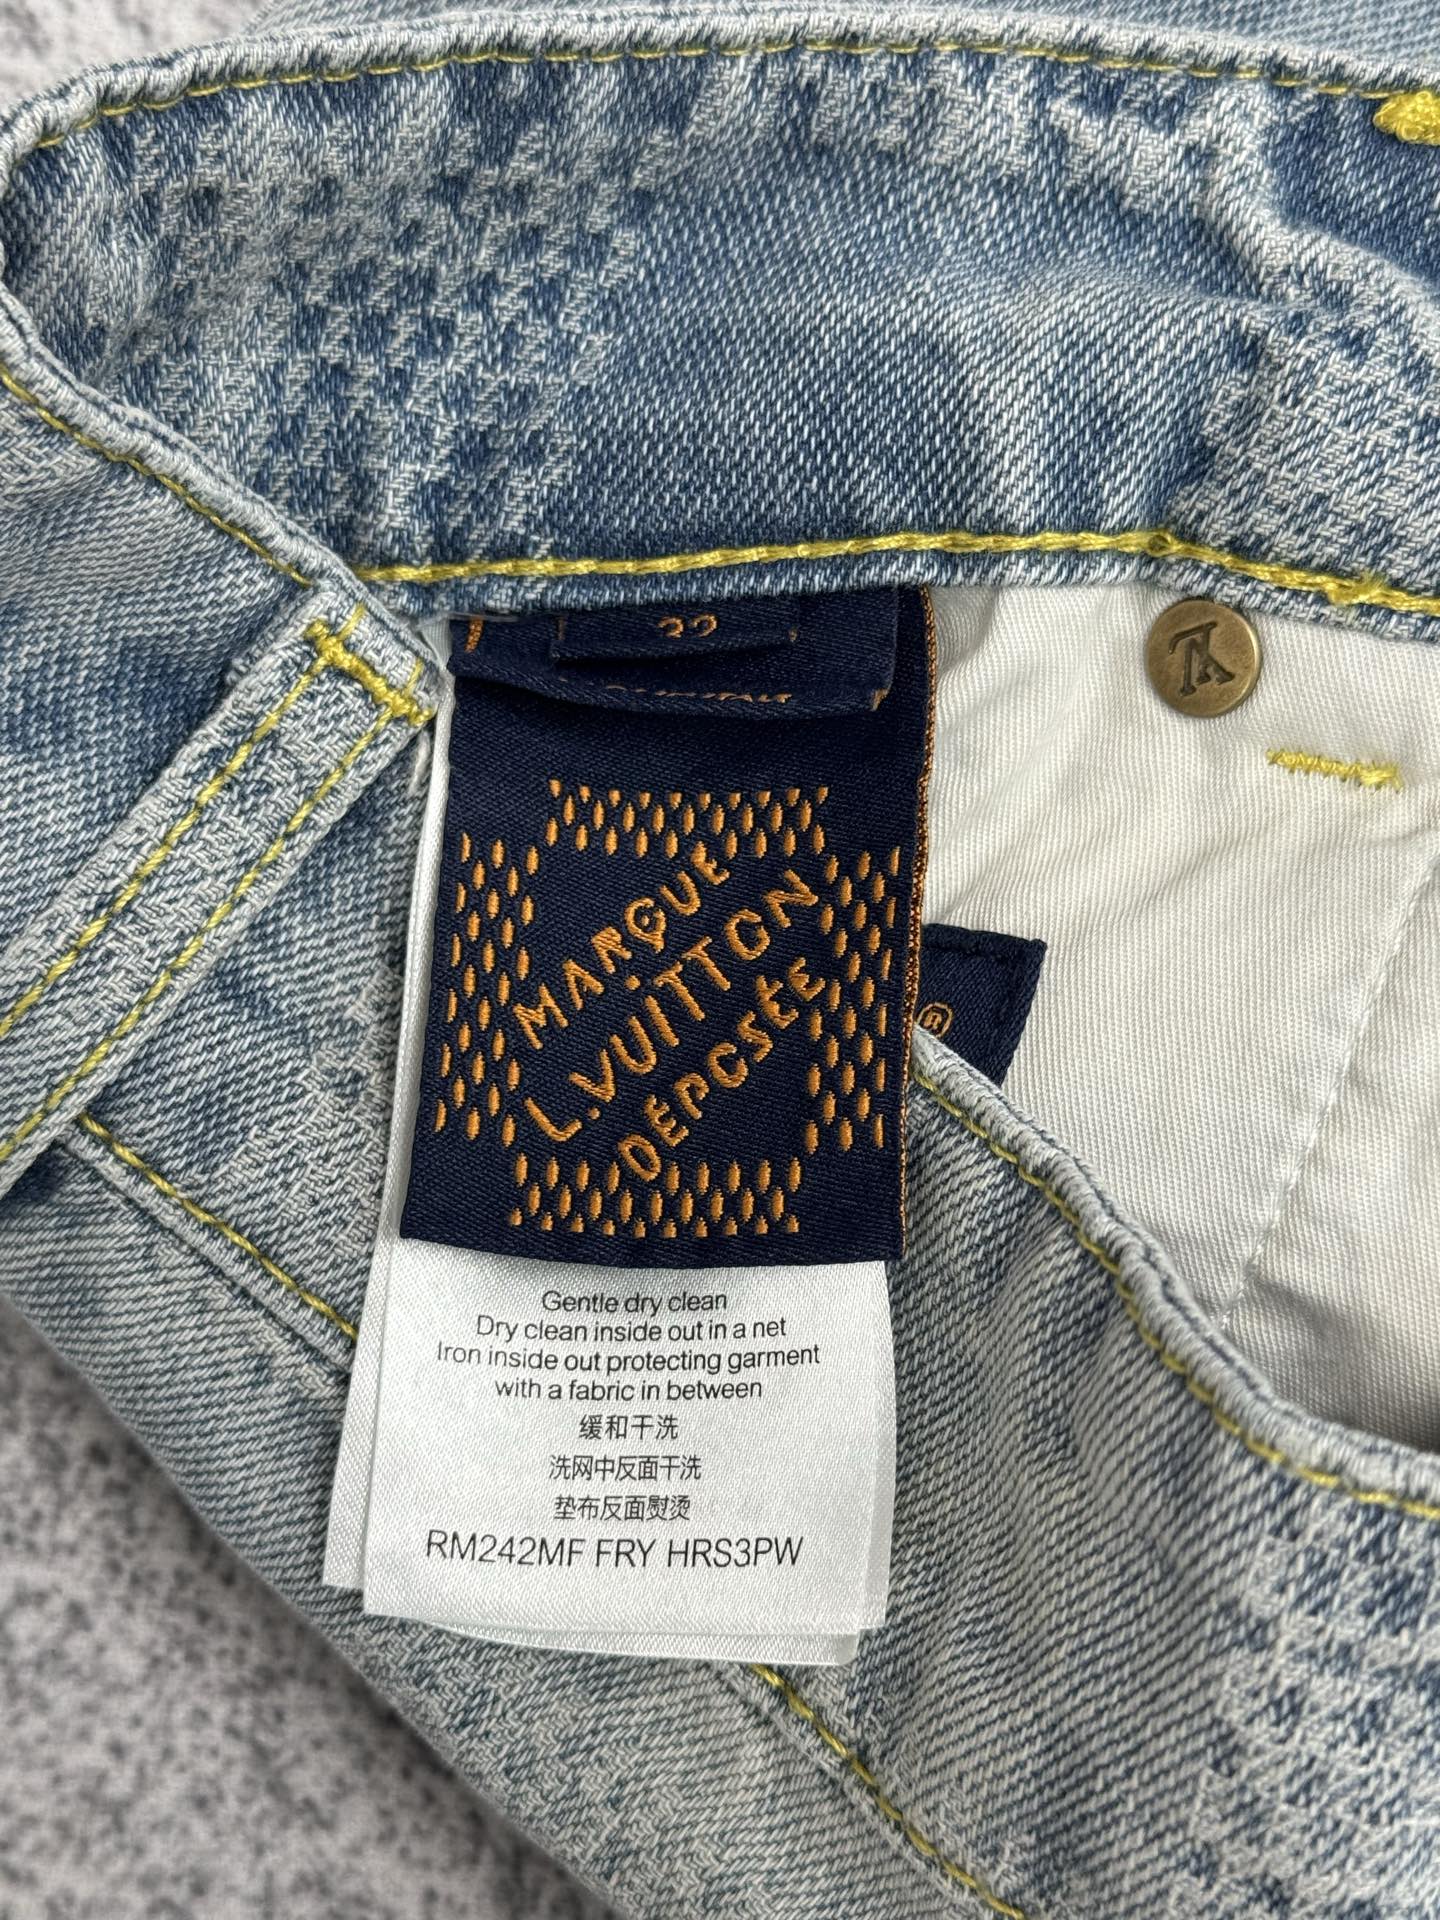 MARQUE
L.VUITTON
DÉPOSÉE
®
Gentle dry clean
Dry clean inside out in a net
Iron inside out protecting garment
with a fabric in between
缓和干洗
洗网中反面干洗
垫布反面熨烫
RM242MF FRY HRS3PW